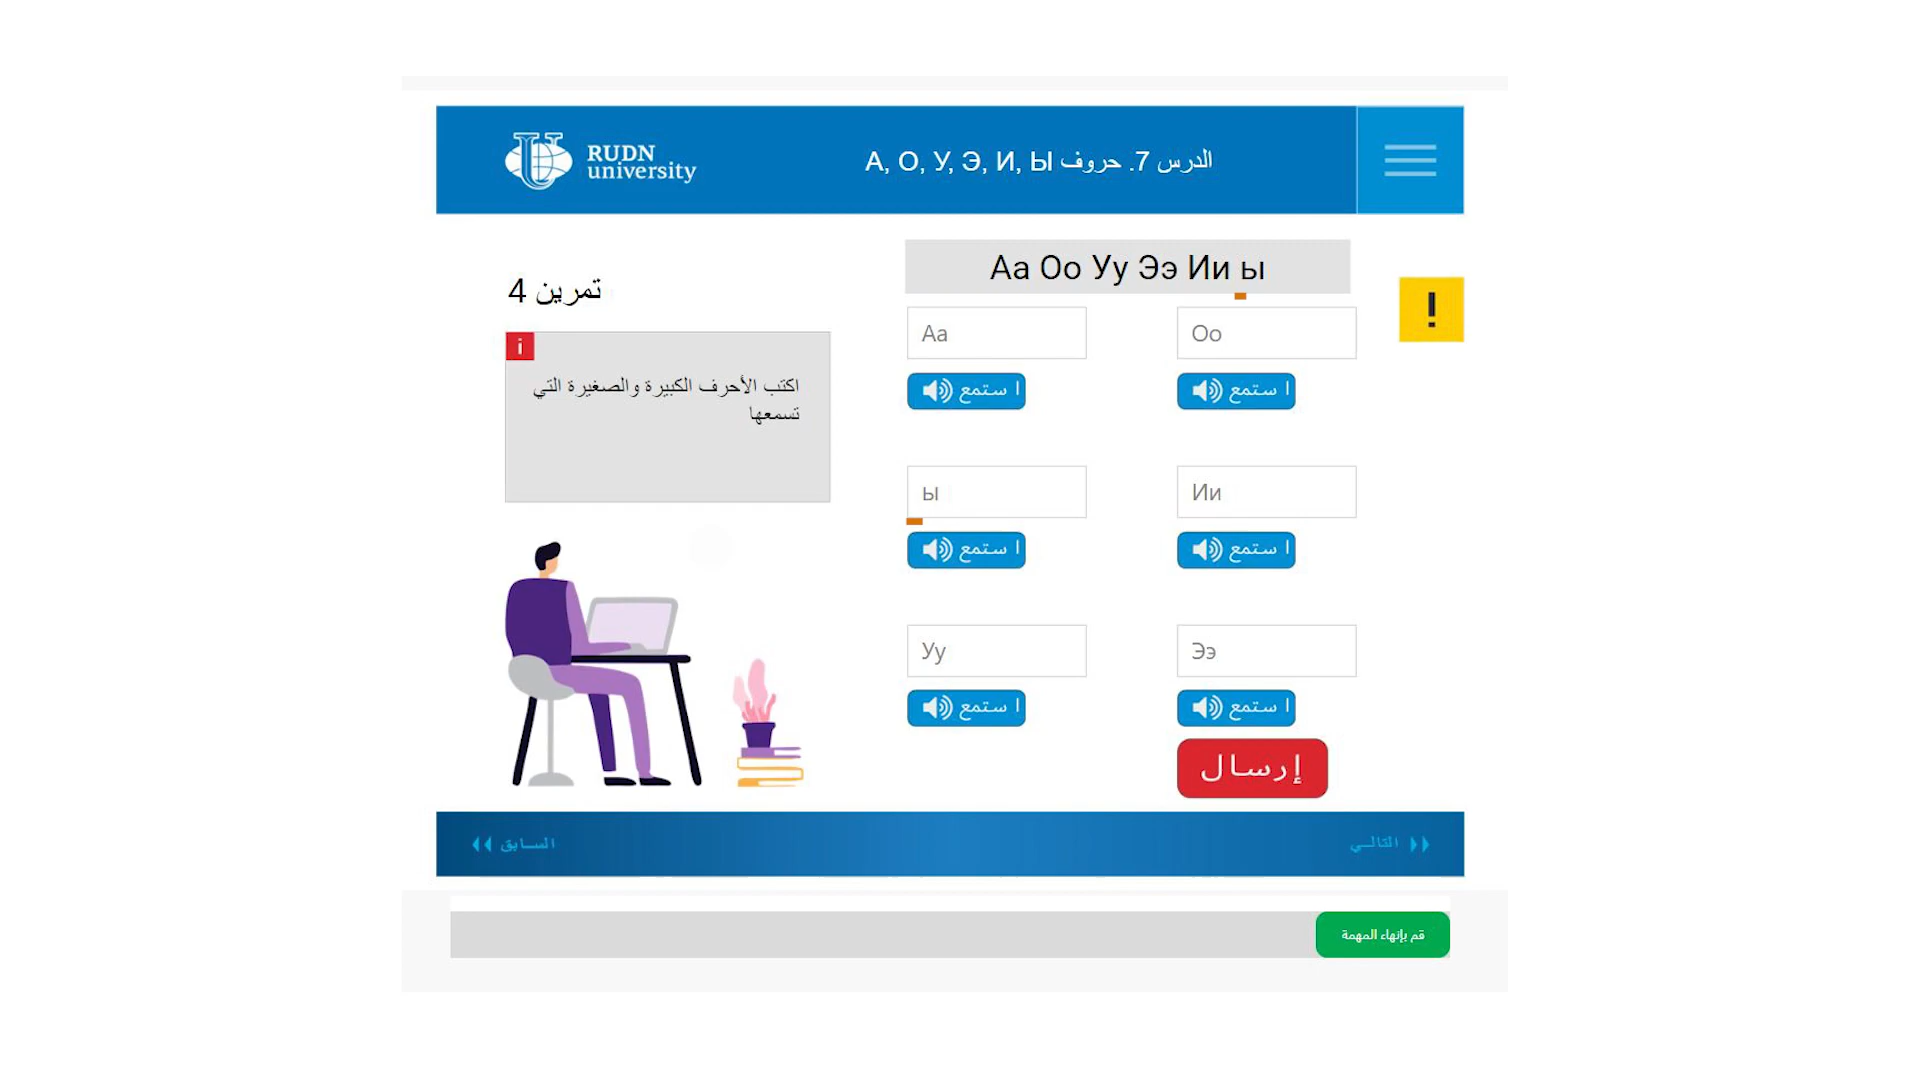 RUDN
university
الدرس 7. حروف А, О, У, Э, И, Ы
تمرين 4
i
اكتب الأحرف الكبيرة والصغيرة التي
تسمعها
Аа Оо Уу Ээ Ии ы
!
Аа
Оо
استمع
استمع
ы
Ии
استمع
استمع
Уу
Ээ
استمع
استمع
إرسال
السابق
التالي
قم بإنهاء المهمة